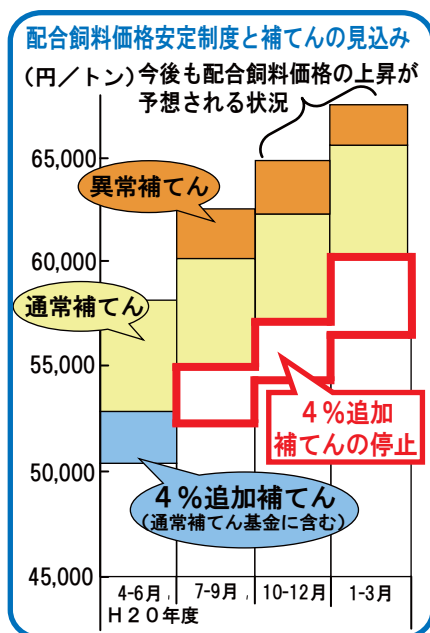 配合飼料価格安定制度と補てんの見込み
(円／トン)
今後も配合飼料価格の上昇が
予想される状況
65,000
異常補てん
60,000
通常補てん
55,000
4％追加
補てんの停止
50,000
4％追加補てん
(通常補てん基金に含む)
45,000
4-6月 7-9月 10-12月 1-3月
Ｈ２０年度